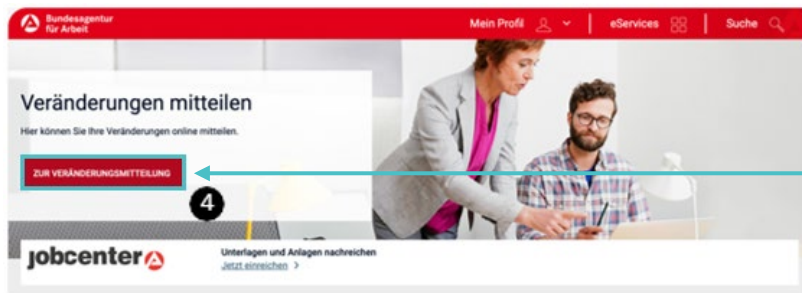 Bundesagentur
für Arbeit
Mein Profil
eServices
Suche
Veränderungen mitteilen
Hier können Sie Ihre Veränderungen online mitteilen.
ZUR VERÄNDERUNGSMITTEILUNG
4
jobcenter
Unterlagen und Anlagen nachreichen
Jetzt einreichen >